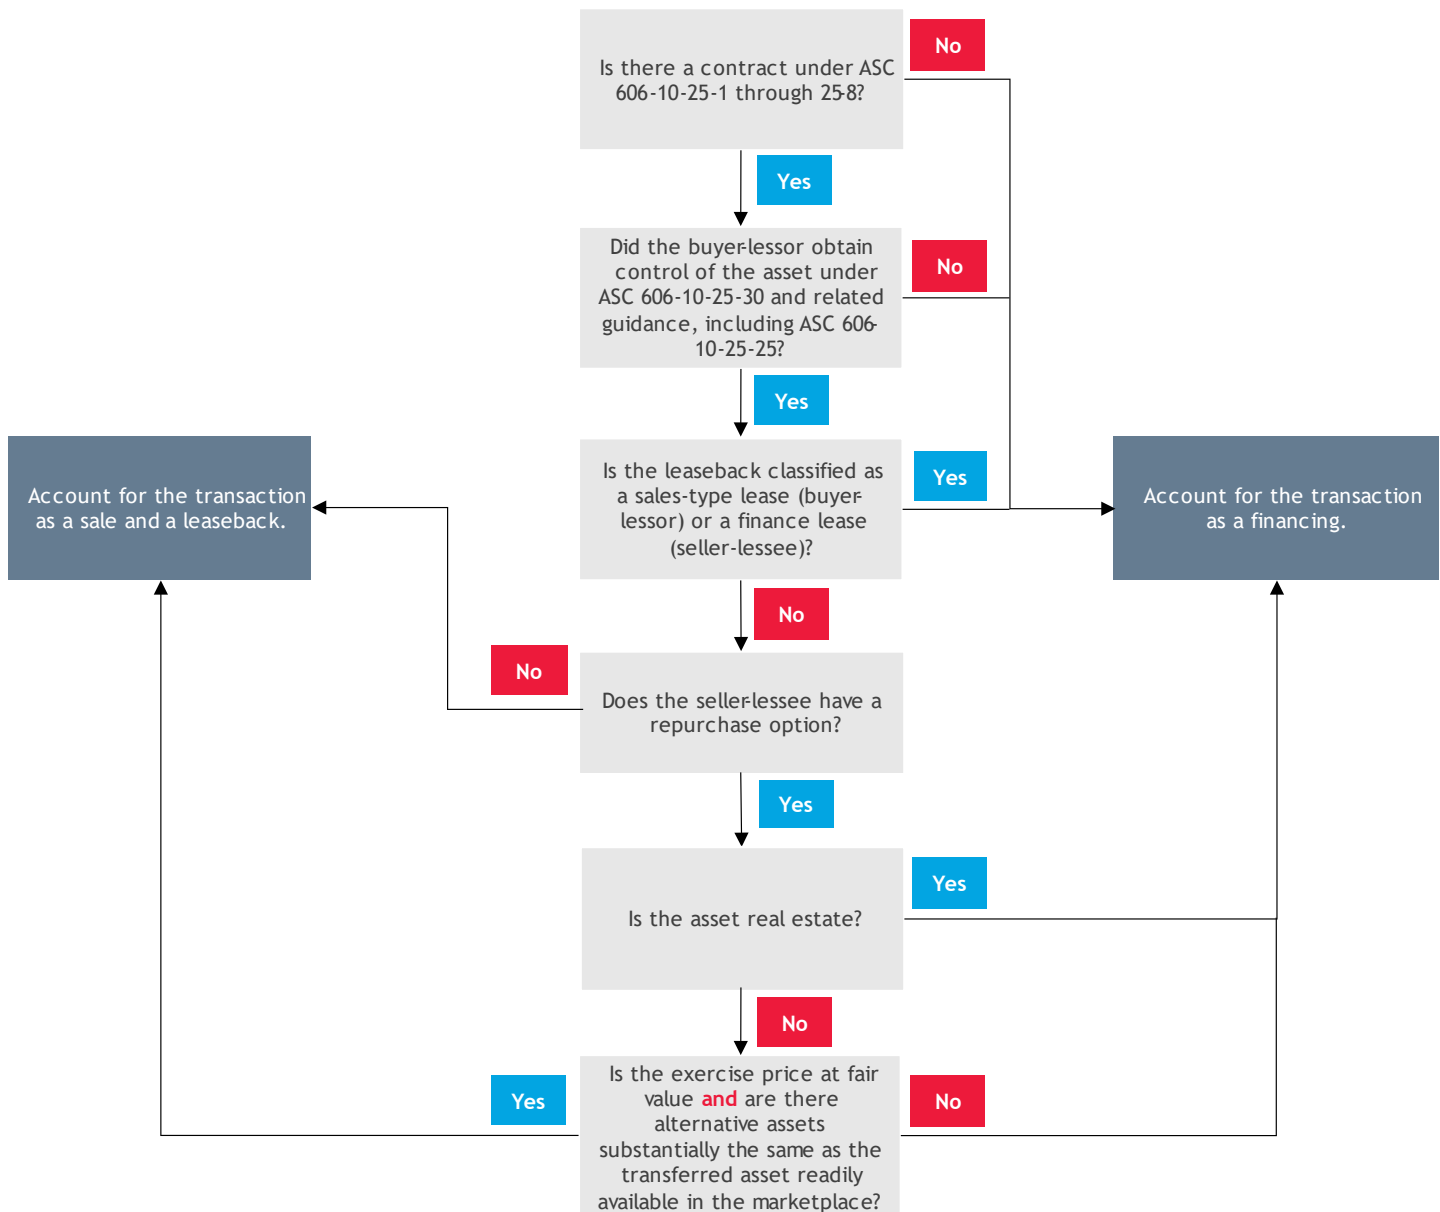 No
Is there a contract under ASC
606-10-25-1 through 25-8?
Yes
Did the buyer-lessor obtain
control of the asset under
ASC 606-10-25-30 and related
guidance, including ASC 606-
10-25-25?
No
Yes
Account for the transaction
as a sale and a leaseback.
Is the leaseback classified as
a sales-type lease (buyer-
lessor) or a finance lease
(seller-lessee)?
Yes
Account for the transaction
as a financing.
No
No
Does the seller-lessee have a
repurchase option?
Yes
Yes
Is the asset real estate?
No
Yes
Is the exercise price at fair
value and are there
alternative assets
substantially the same as the
transferred asset readily
available in the marketplace?
No